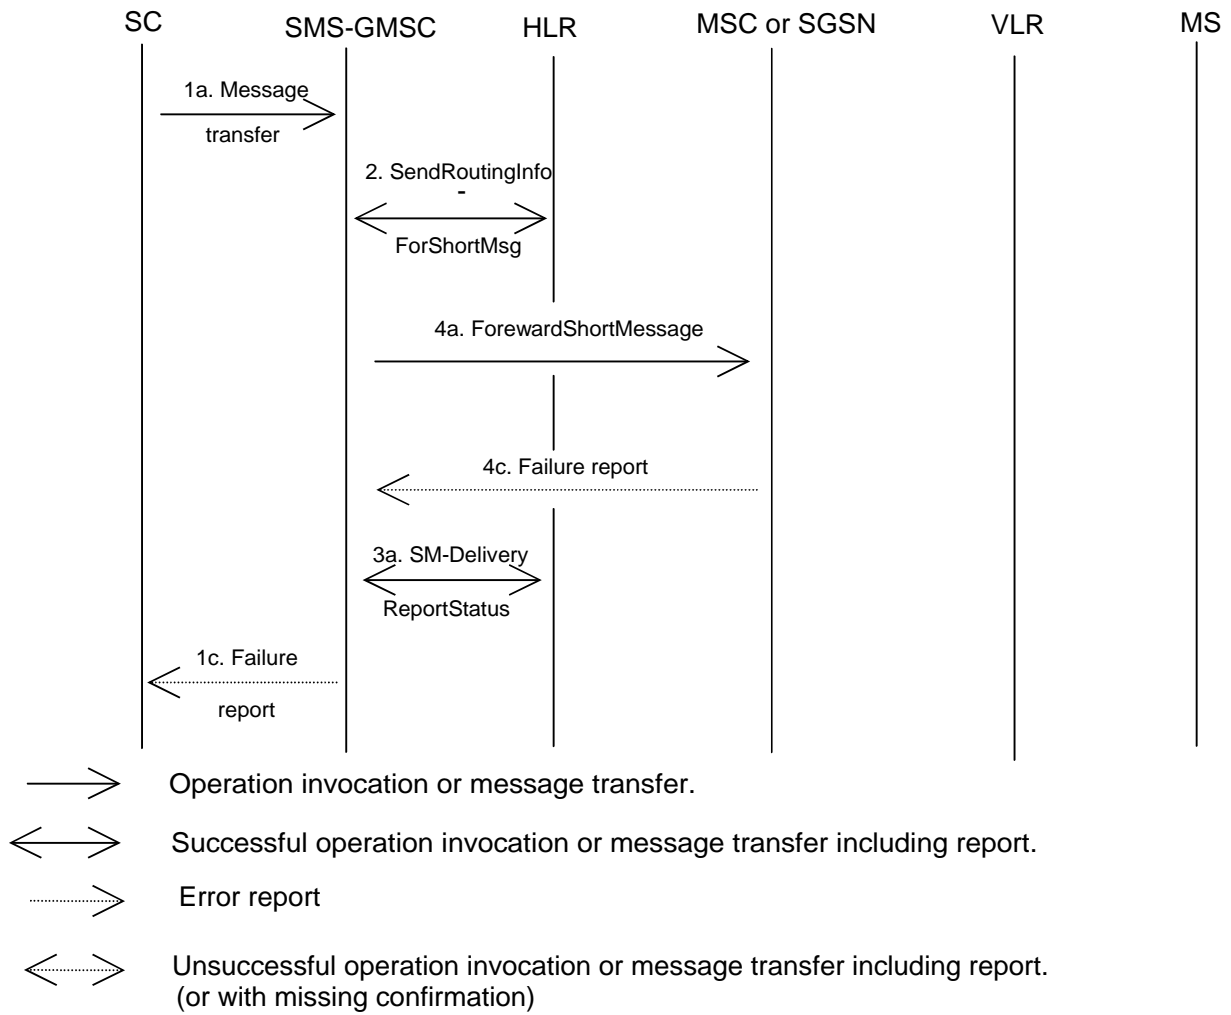 SC
SMS-GMSC
HLR
MSC or SGSN
VLR
MS
1a. Message
transfer
2. SendRoutingInfo
-
ForShortMsg
4a. ForewardShortMessage
4c. Failure report
3a. SM-Delivery
ReportStatus
1c. Failure
report
Operation invocation or message transfer.
Successful operation invocation or message transfer including report.
Error report
Unsuccessful operation invocation or message transfer including report.
(or with missing confirmation)